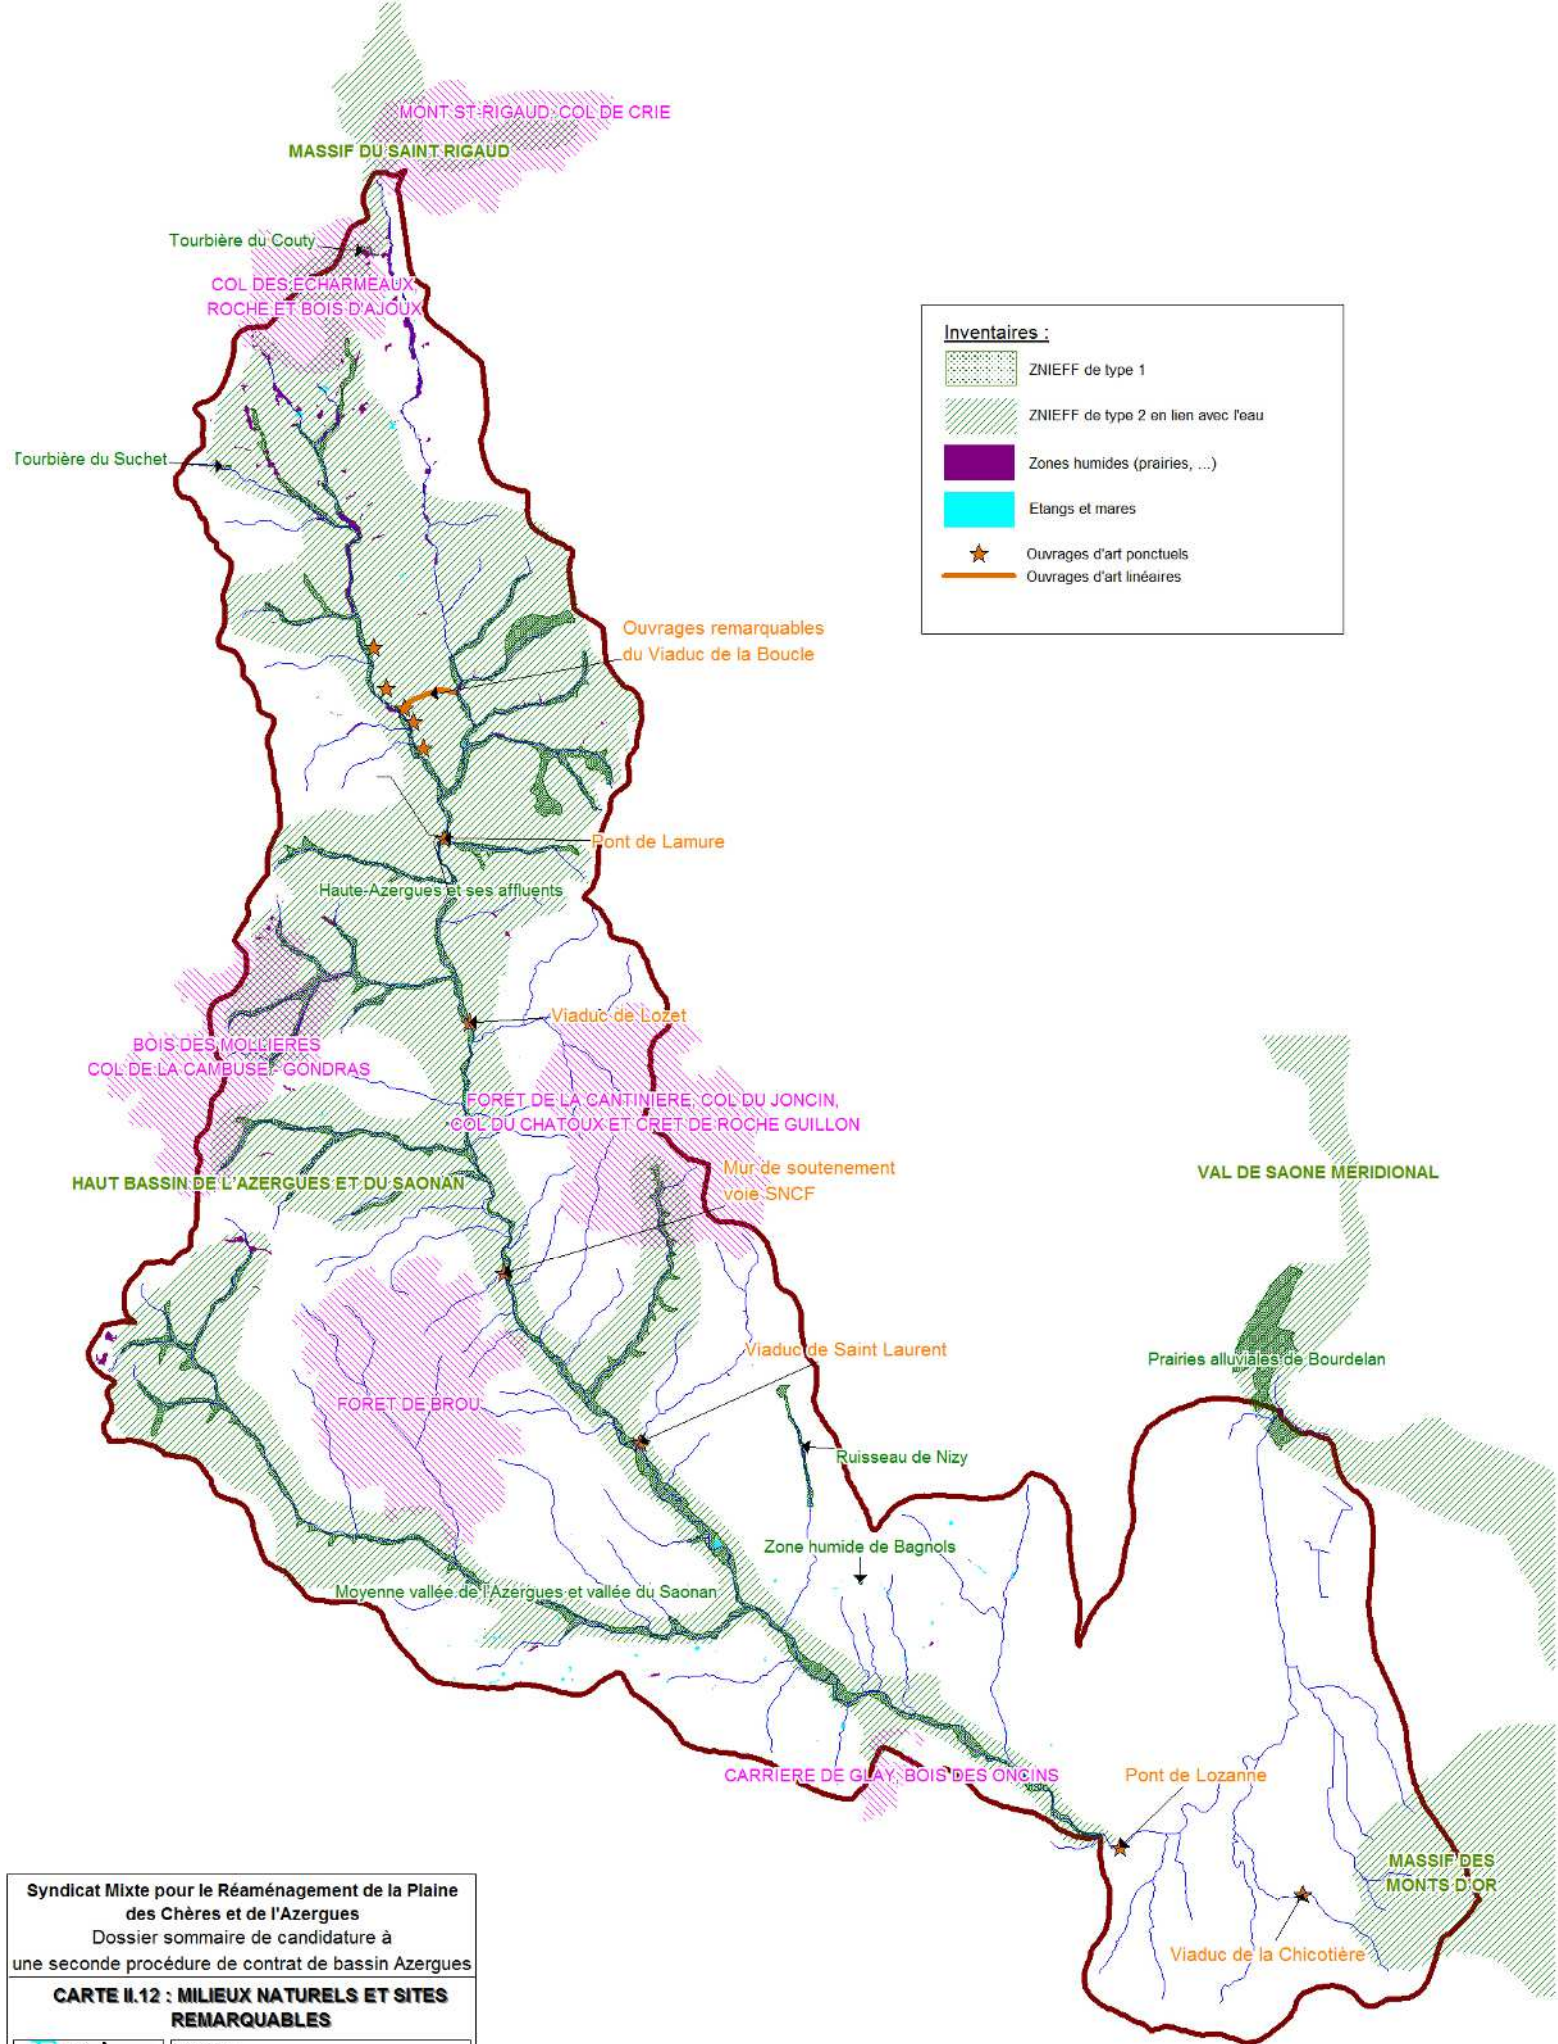 MONT ST-RIGAUD, COL DE CRIE
MASSIF DU SAINT RIGAUD
Tourbière du Couty
COL DES ECHARMEAUX,
ROCHE ET BOIS D'AJOUX
Inventaires :
ZNIEFF de type 1
ZNIEFF de type 2 en lien avec l'eau
Zones humides (prairies, ...)
Etangs et mares
Ouvrages d'art ponctuels
Ouvrages d'art linéaires
Tourbière du Suchet
Ouvrages remarquables
du Viaduc de la Boucle
Pont de Lamure
Haute-Azergues et ses affluents
Viaduc de Lozet
BOIS DES MOLLIERES
COL DE LA CAMBUSE - GONDRAS
FORET DE LA CANTINIERE, COL DU JONCIN,
COL DU CHATOUX ET CRET DE ROCHE GUILLON
Mur de soutenement
voie SNCF
HAUT BASSIN DE L'AZERGUES ET DU SAONAN
VAL DE SAONE MERIDIONAL
Viaduc de Saint Laurent
Prairies alluviales de Bourdelan
FORET DE BROU
Ruisseau de Nizy
Zone humide de Bagnols
Moyenne vallée de l'Azergues et vallée du Saonan
CARRIERE DE GLAY, BOIS DES ONCINS
Pont de Lozanne
MASSIF DES
MONTS D'OR
Viaduc de la Chicotière
Syndicat Mixte pour le Réaménagement de la Plaine
des Chères et de l'Azergues
Dossier sommaire de candidature à
une seconde procédure de contrat de bassin Azergues
CARTE II.12 : MILIEUX NATURELS ET SITES
REMARQUABLES